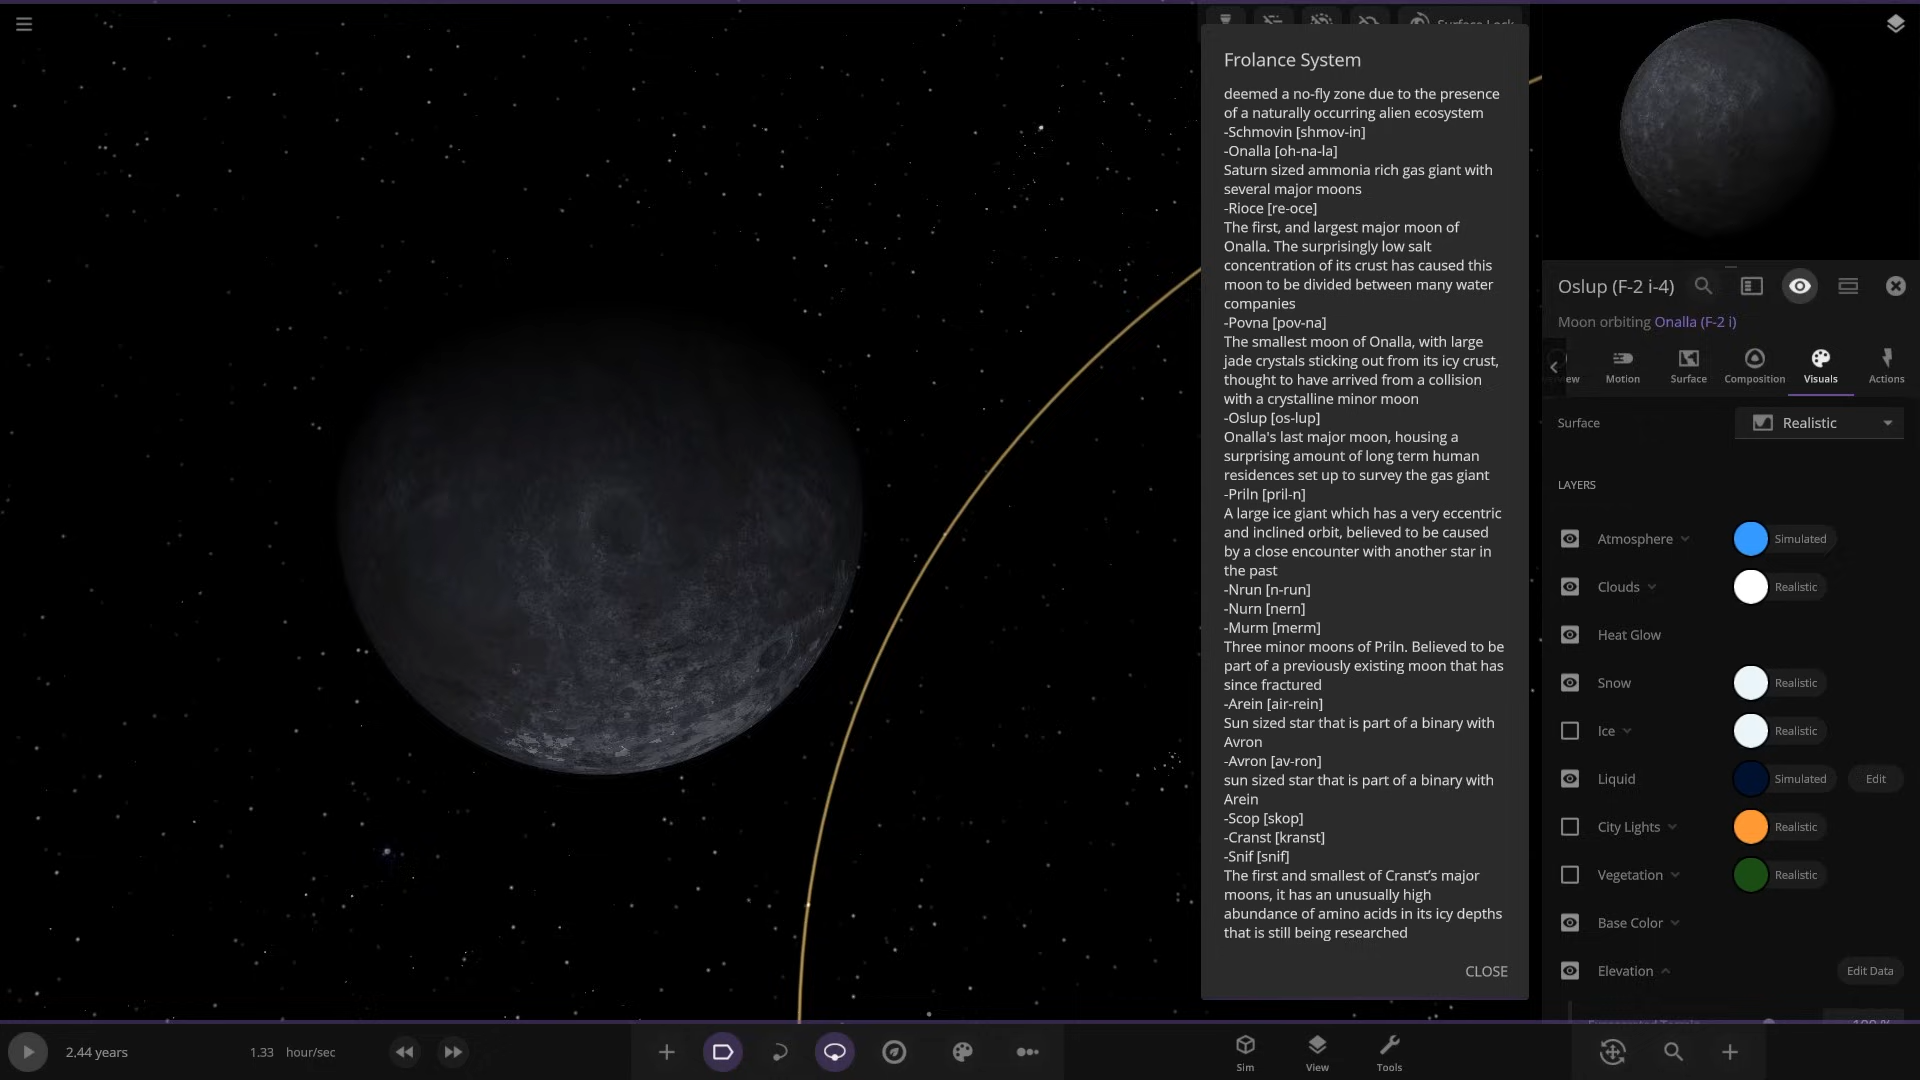 Surface Lock
Frolance System
deemed a no-fly zone due to the presence
of a naturally occurring alien ecosystem
-Schmovin [shmov-in]
-Onalla [oh-na-la]
Saturn sized ammonia rich gas giant with
several major moons
-Rioce [re-oce]
The first, and largest major moon of
Onalla. The surprisingly low salt
concentration of its crust has caused this
moon to be divided between many water
companies
-Povna [pov-na]
The smallest moon of Onalla, with large
jade crystals sticking out from its icy crust,
thought to have arrived from a collision
with a crystalline minor moon
-Oslup [os-lup]
Onalla's last major moon, housing a
surprising amount of long term human
residences set up to survey the gas giant
-Priln [pril-n]
A large ice giant which has a very eccentric
and inclined orbit, believed to be caused
by a close encounter with another star in
the past
-Nrun [n-run]
-Nurn [nern]
-Murm [merm]
Three minor moons of Priln. Believed to be
part of a previously existing moon that has
since fractured
-Arein [air-rein]
Sun sized star that is part of a binary with
Avron
-Avron [av-ron]
sun sized star that is part of a binary with
Arein
-Scop [skop]
-Cranst [kranst]
-Snif [snif]
The first and smallest of Cranst's major
moons, it has an unusually high
abundance of amino acids in its icy depths
that is still being researched
CLOSE
Oslup (F-2 i-4)
Moon orbiting Onalla (F-2 i)
Motion
Surface
Composition
Visuals
Actions
Surface
Realistic
LAYERS
Atmosphere
Simulated
Clouds
Realistic
Heat Glow
Snow
Realistic
Ice
Realistic
Liquid
Simulated
Edit
City Lights
Realistic
Vegetation
Realistic
Base Color
Elevation
Edit Data
2.44 years
1.33 hour/sec
Sim
View
Tools